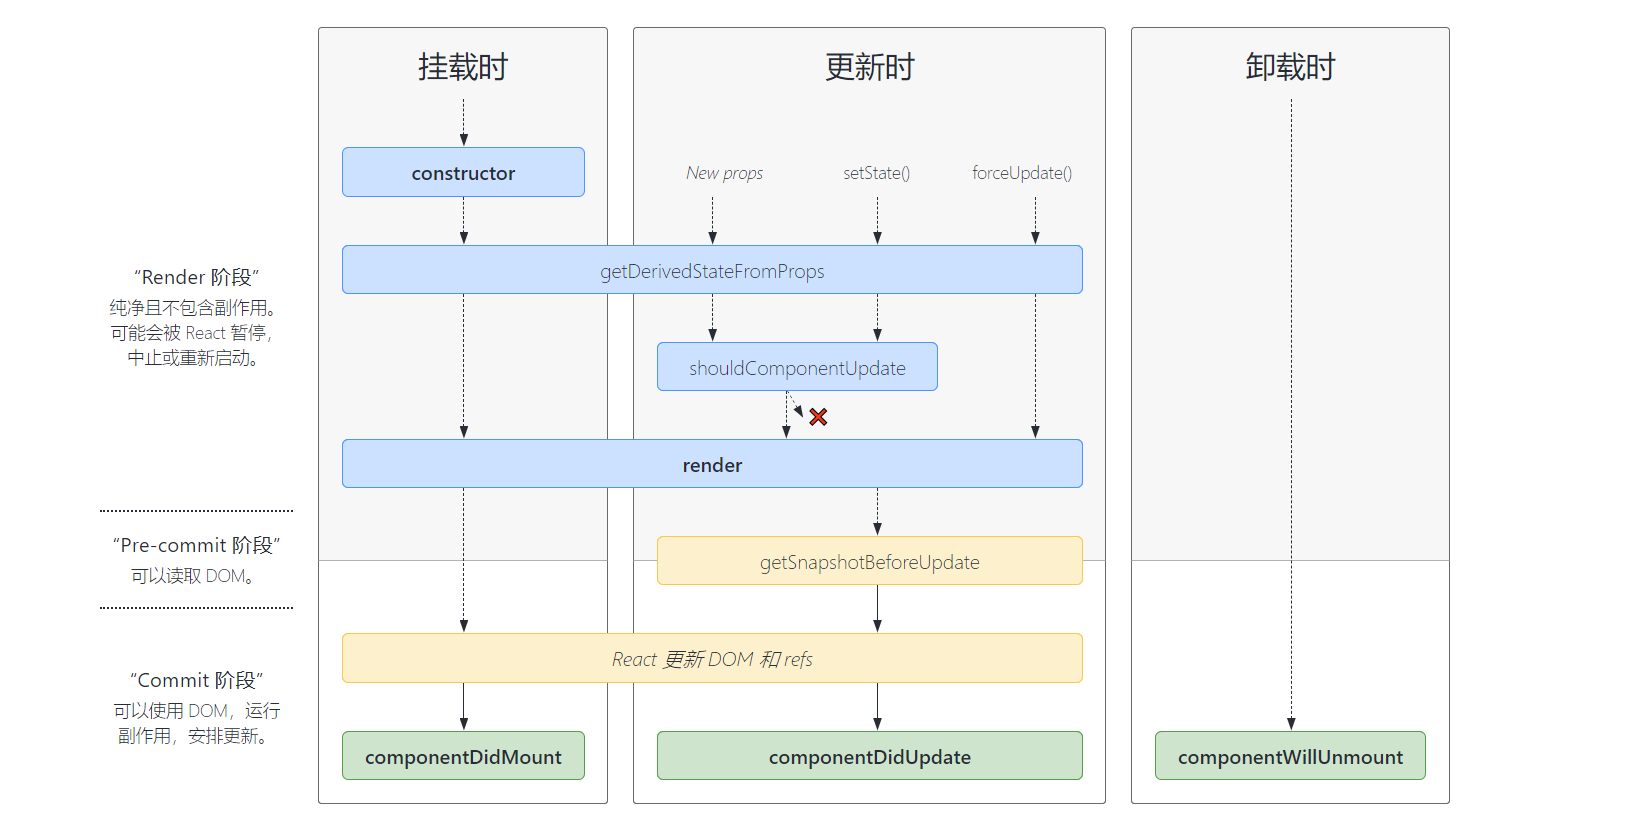 挂载时
更新时
卸载时
constructor
New props
setState()
forceUpdate()
getDerivedStateFromProps
“Render 阶段”
纯净且不包含副作用。
可能会被 React 暂停，
中止或重新启动。
shouldComponentUpdate
render
“Pre-commit 阶段”
可以读取 DOM。
getSnapshotBeforeUpdate
React 更新 DOM 和 refs
“Commit 阶段”
可以使用 DOM，运行
副作用，安排更新。
componentDidMount
componentDidUpdate
componentWillUnmount